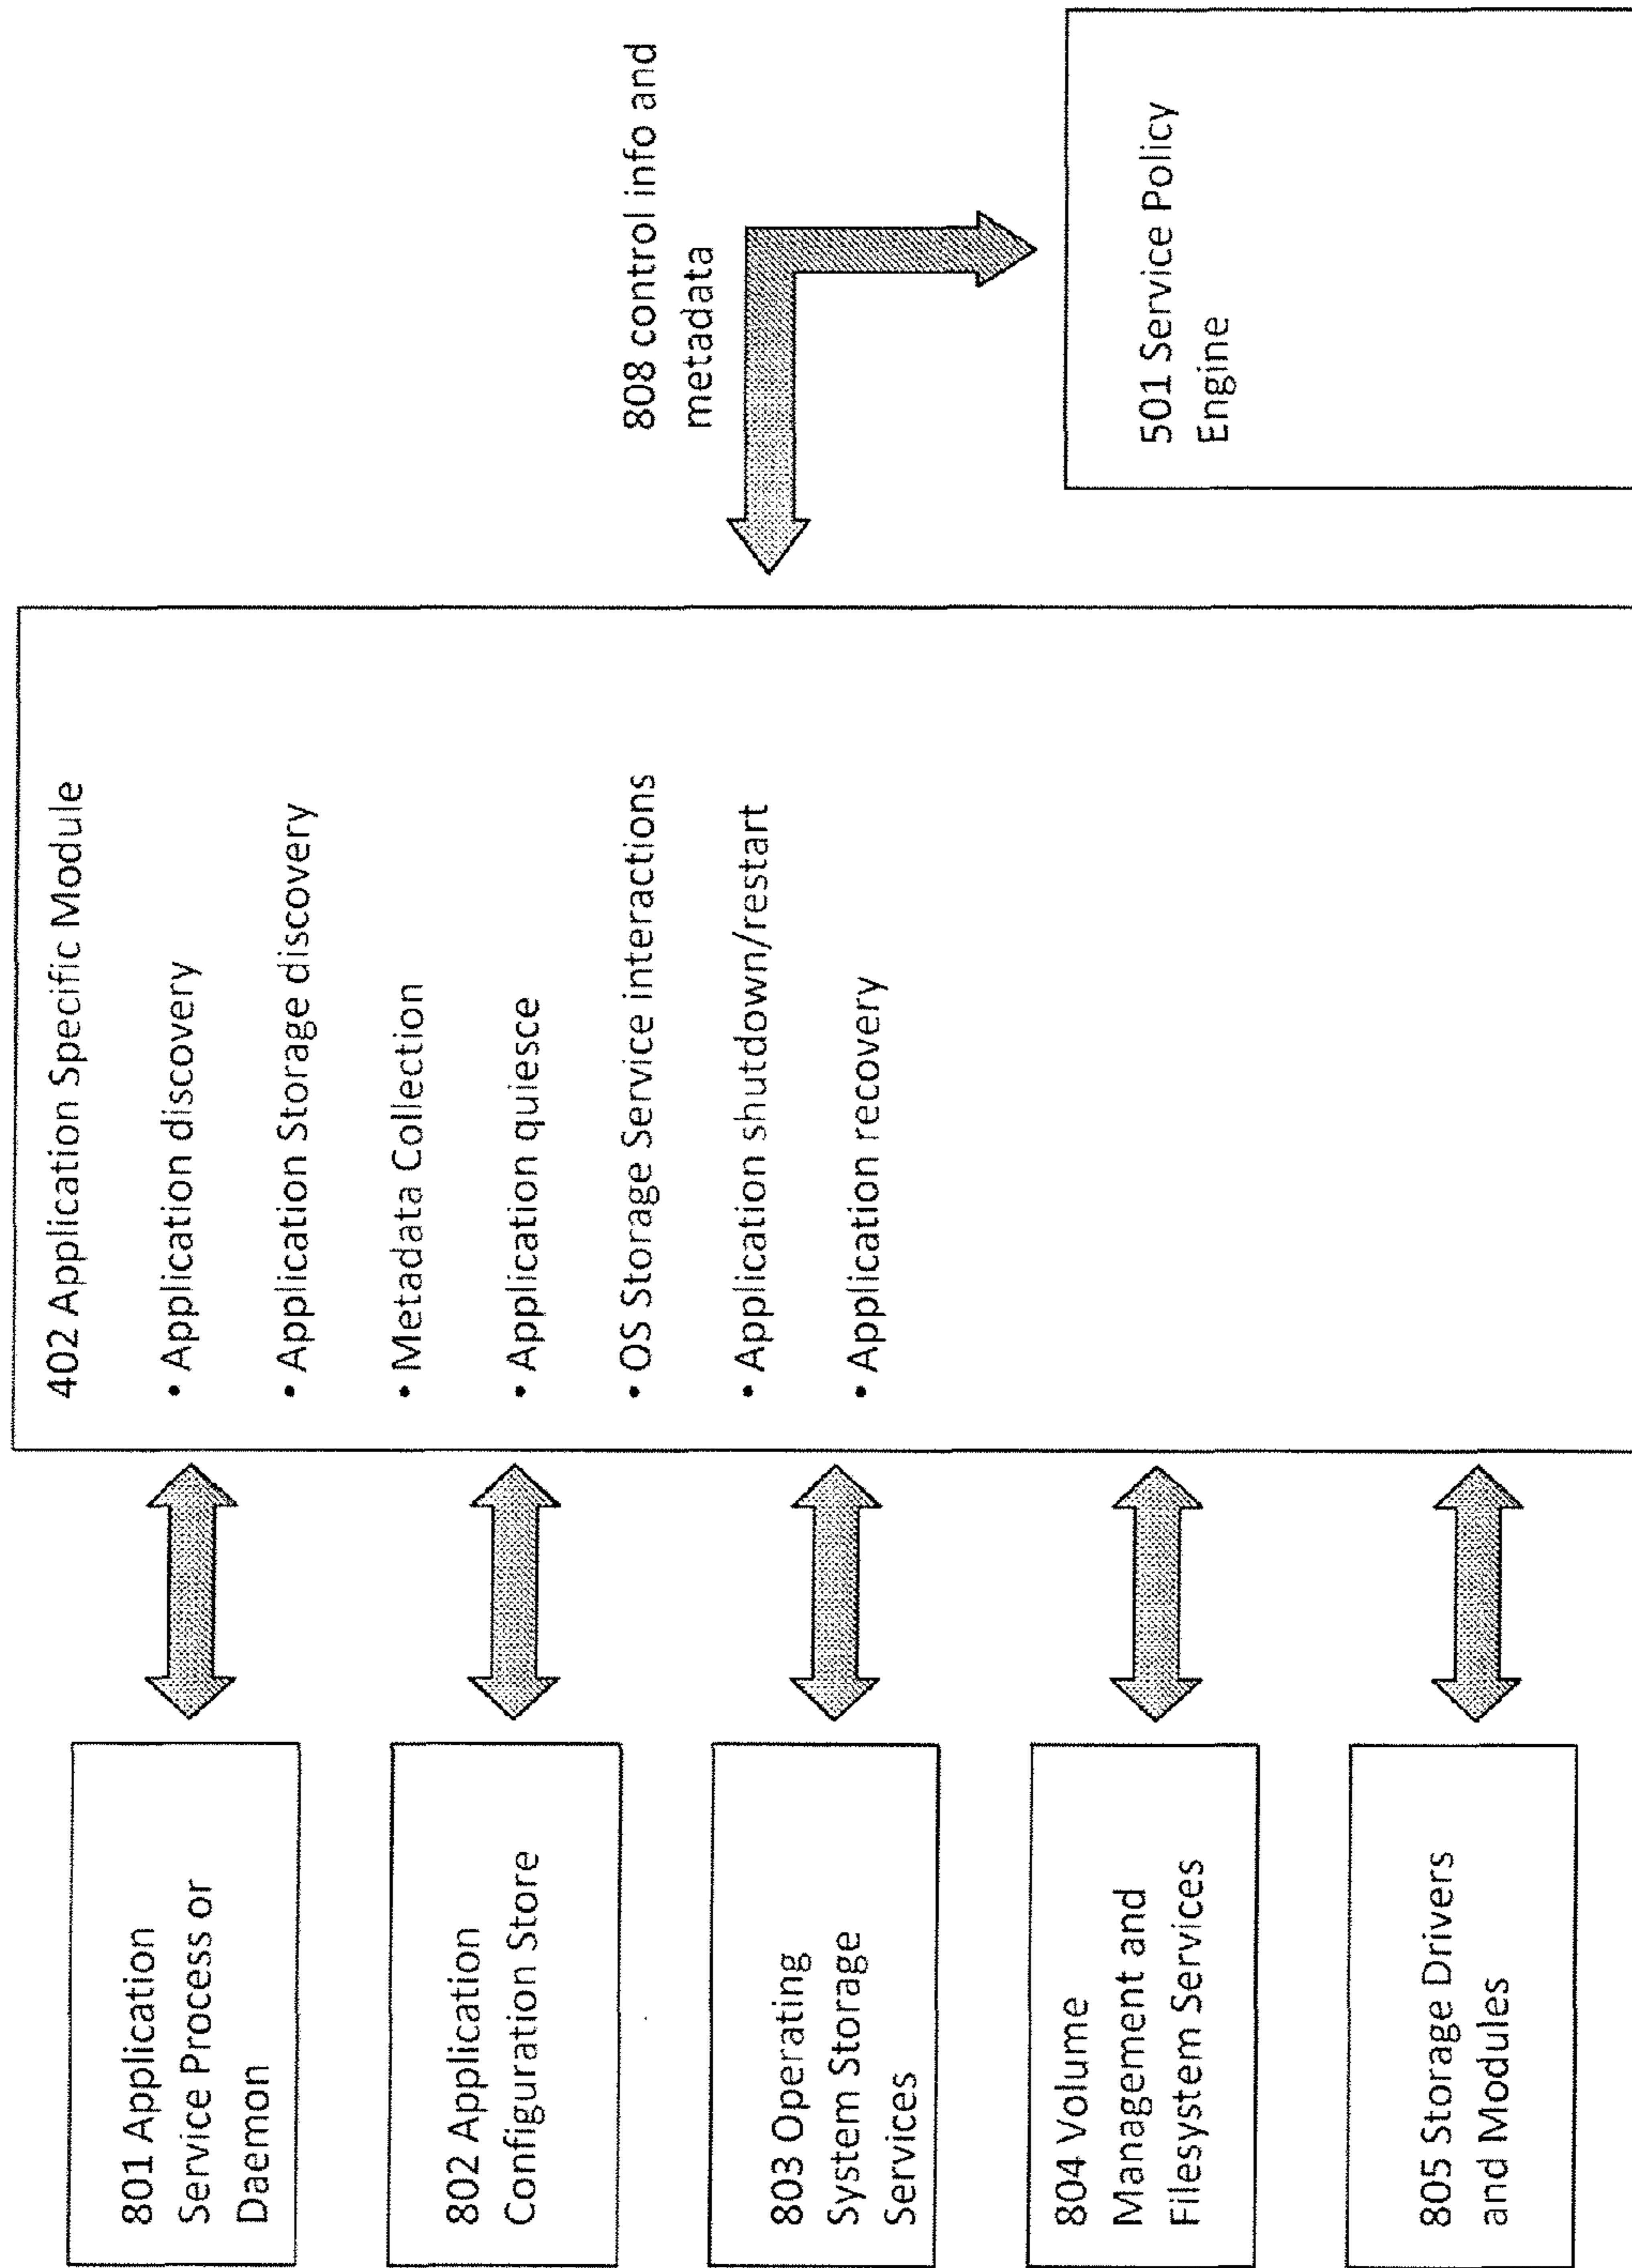 801 Application
Service Process or
Daemon
802 Application
Configuration Store
803 Operating
System Storage
Services
804 Volume
Management and
Filesystem Services
805 Storage Drivers
and Modules
402 Application Specific Module
• Application discovery
• Application Storage discovery
• Metadata Collection
• Application quiesce
• OS Storage Service interactions
• Application shutdown/restart
• Application recovery
808 control info and
metadata
501 Service Policy
Engine